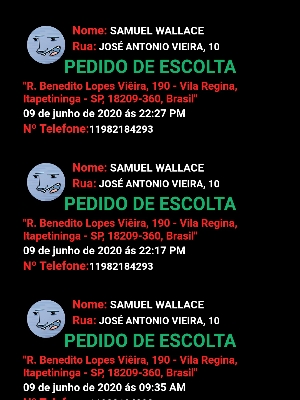 Nome: SAMUEL WALLACE
Rua: JOSÉ ANTONIO VIEIRA, 10
PEDIDO DE ESCOLTA
"R. Benedito Lopes Viêira, 190 - Vila Regina,
Itapetininga - SP, 18209-360, Brasil"
09 de junho de 2020 ás 22:27 PM
Nº Telefone:11982184293
Nome: SAMUEL WALLACE
Rua: JOSÉ ANTONIO VIEIRA, 10
PEDIDO DE ESCOLTA
"R. Benedito Lopes Viêira, 190 - Vila Regina,
Itapetininga - SP, 18209-360, Brasil"
09 de junho de 2020 ás 22:17 PM
Nº Telefone:11982184293
Nome: SAMUEL WALLACE
Rua: JOSÉ ANTONIO VIEIRA, 10
PEDIDO DE ESCOLTA
"R. Benedito Lopes Viêira, 190 - Vila Regina,
Itapetininga - SP, 18209-360, Brasil"
09 de junho de 2020 ás 09:35 AM